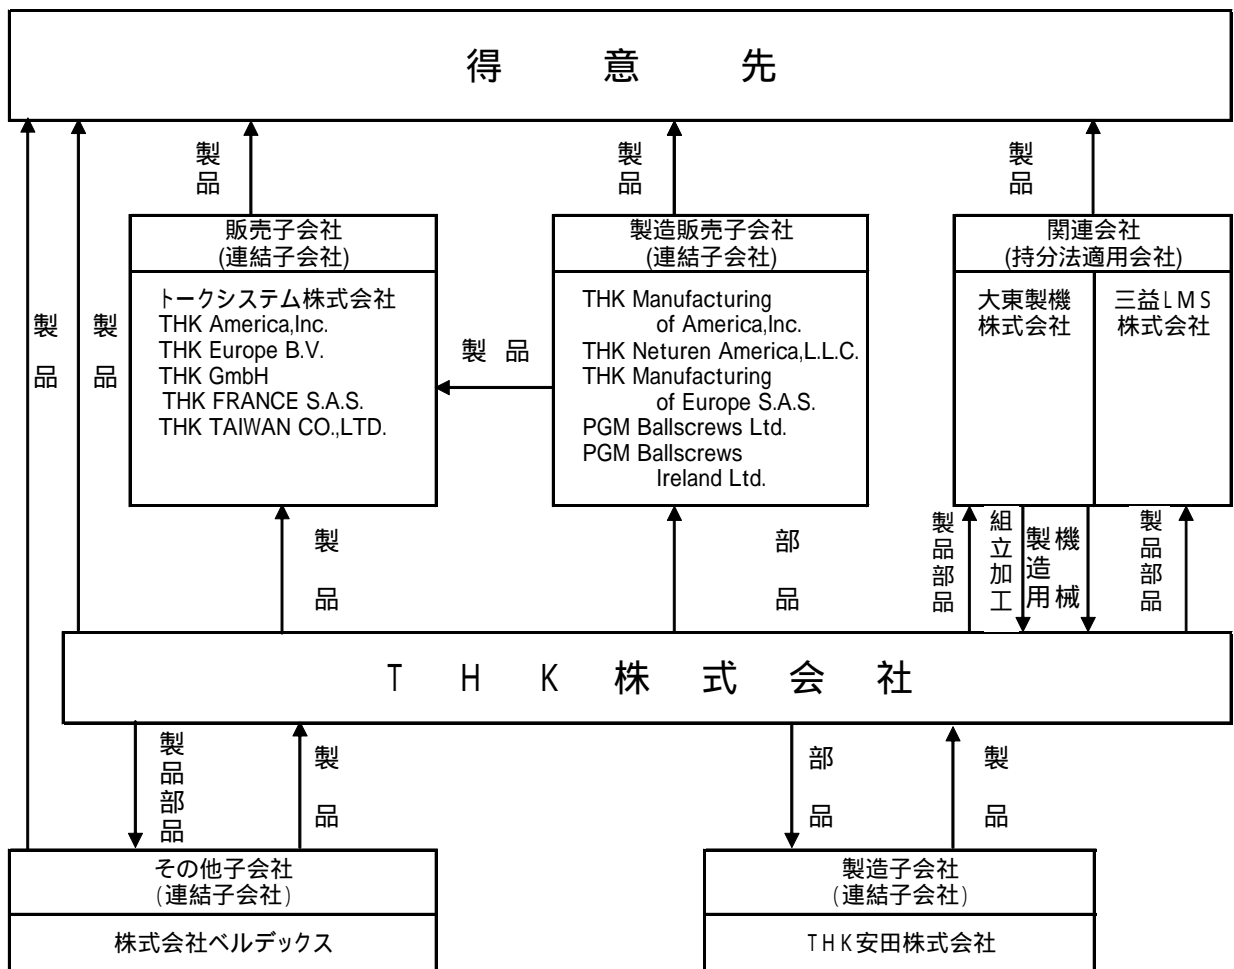 得意先
製品
製品
製品
販売子会社
(連結子会社)
トークシステム株式会社
THK America,Inc.
THK Europe B.V.
THK GmbH
THK FRANCE S.A.S.
THK TAIWAN CO.,LTD.
製品
製造販売子会社
(連結子会社)
THK Manufacturing
of America,Inc.
THK Neturen America,L.L.C.
THK Manufacturing
of Europe S.A.S.
PGM Ballscrews Ltd.
PGM Ballscrews
Ireland Ltd.
関連会社
(持分法適用会社)
大東製機
株式会社
三益LMS
株式会社
製品
製品
製品
部品
製品部品
組立加工
製造用
機械
製品部品
THK株式会社
製品部品
製品
部品
製品
その他子会社
(連結子会社)
株式会社ベルデックス
製造子会社
(連結子会社)
THK安田株式会社